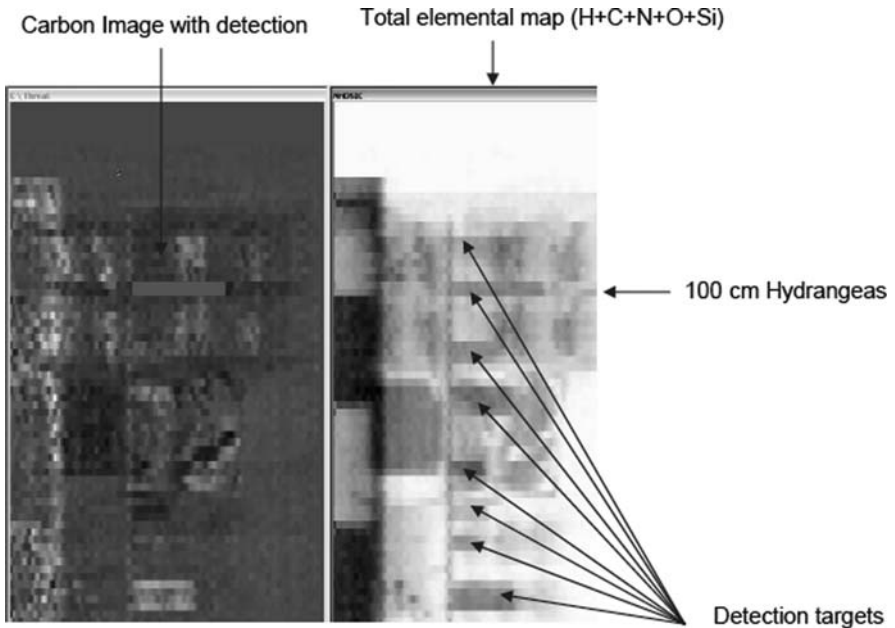 Carbon Image with detection
Total elemental map (H+C+N+O+Si)
100 cm Hydrangeas
Detection targets